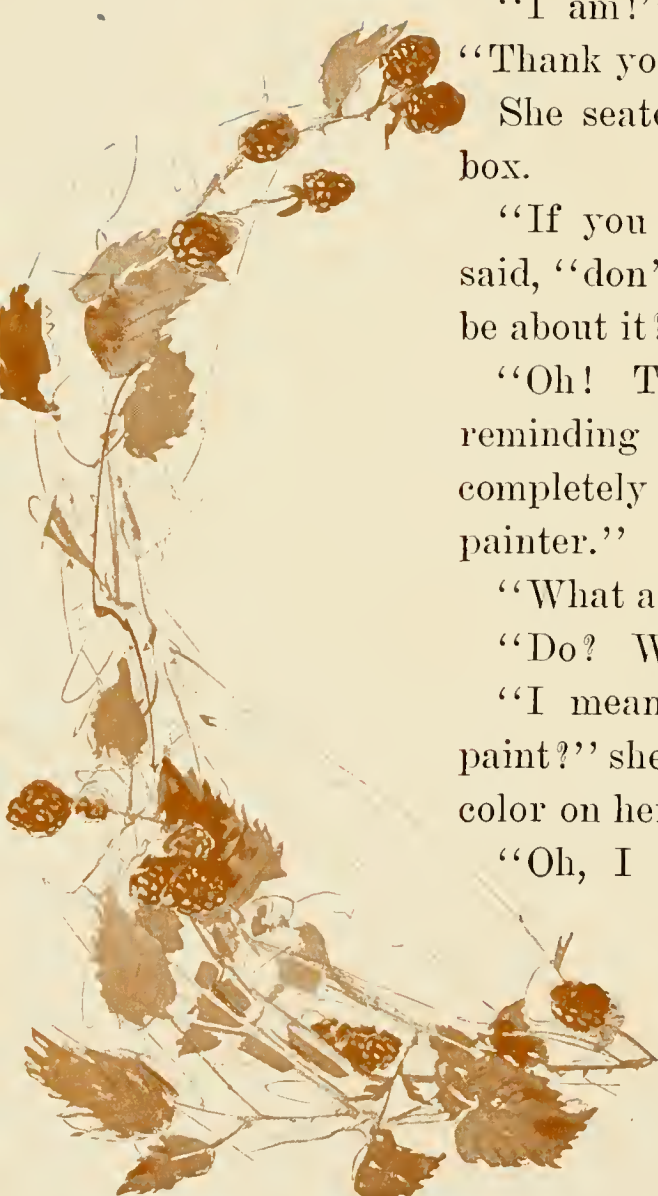 “I am!”
“Thank yo
She seate
box.
“If you
said, “don’
be about it?
“Oh! T
reminding
completely
painter.”
“What a
“Do? W
“I mean
paint?” she
color on her
“Oh, I